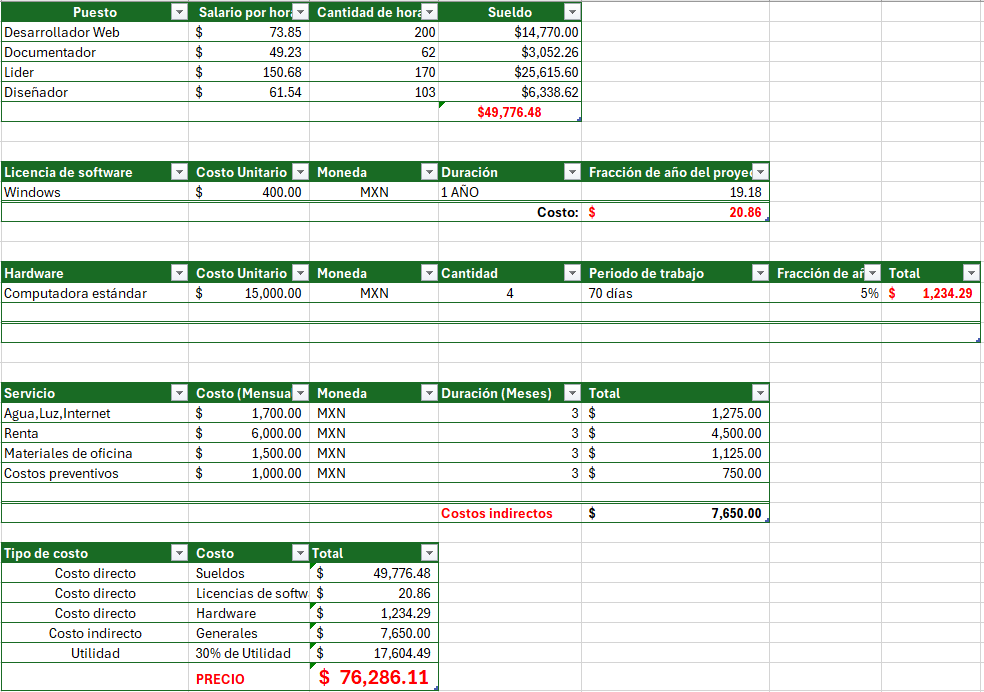 Puesto Salario por hora Cantidad de hora Sueldo
Desarrollador Web $ 73.85 200 $14,770.00
Documentador $ 49.23 62 $3,052.26
Lider $ 150.68 170 $25,615.60
Diseñador $ 61.54 103 $6,338.62
$49,776.48
Licencia de software Costo Unitario Moneda Duración Fracción de año del proyec
Windows $ 400.00 MXN 1 AÑO 19.18
Costo: $ 20.86
Hardware Costo Unitario Moneda Cantidad Periodo de trabajo Fracción de añ Total
Computadora estándar $ 15,000.00 MXN 4 70 días 5% $ 1,234.29
Servicio Costo (Mensua Moneda Duración (Meses) Total
Agua,Luz,Internet $ 1,700.00 MXN 3 $ 1,275.00
Renta $ 6,000.00 MXN 3 $ 4,500.00
Materiales de oficina $ 1,500.00 MXN 3 $ 1,125.00
Costos preventivos $ 1,000.00 MXN 3 $ 750.00
Costos indirectos $ 7,650.00
Tipo de costo Costo Total
Costo directo Sueldos $ 49,776.48
Costo directo Licencias de softw $ 20.86
Costo directo Hardware $ 1,234.29
Costo indirecto Generales $ 7,650.00
Utilidad 30% de Utilidad $ 17,604.49
PRECIO $ 76,286.11